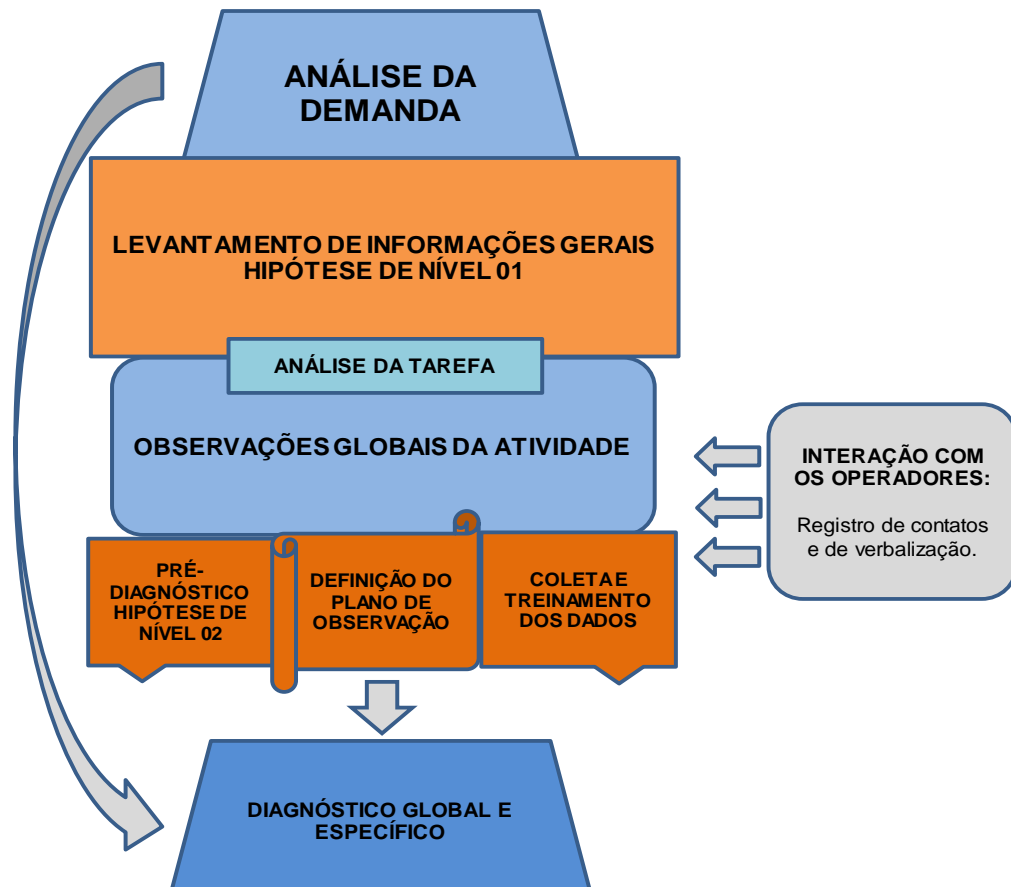 ANÁLISE DA
DEMANDA
LEVANTAMENTO DE INFORMAÇÕES GERAIS
HIPÓTESE DE NÍVEL 01
ANÁLISE DA TAREFA
OBSERVAÇÕES GLOBAIS DA ATIVIDADE
INTERAÇÃO COM
OS OPERADORES:
Registro de contatos
e de verbalização.
PRÉ-
DIAGNÓSTICO
HIPÓTESE DE
NÍVEL 02
DEFINIÇÃO DO
PLANO DE
OBSERVAÇÃO
COLETA E
TREINAMENTO
DOS DADOS
DIAGNÓSTICO GLOBAL E
ESPECÍFICO